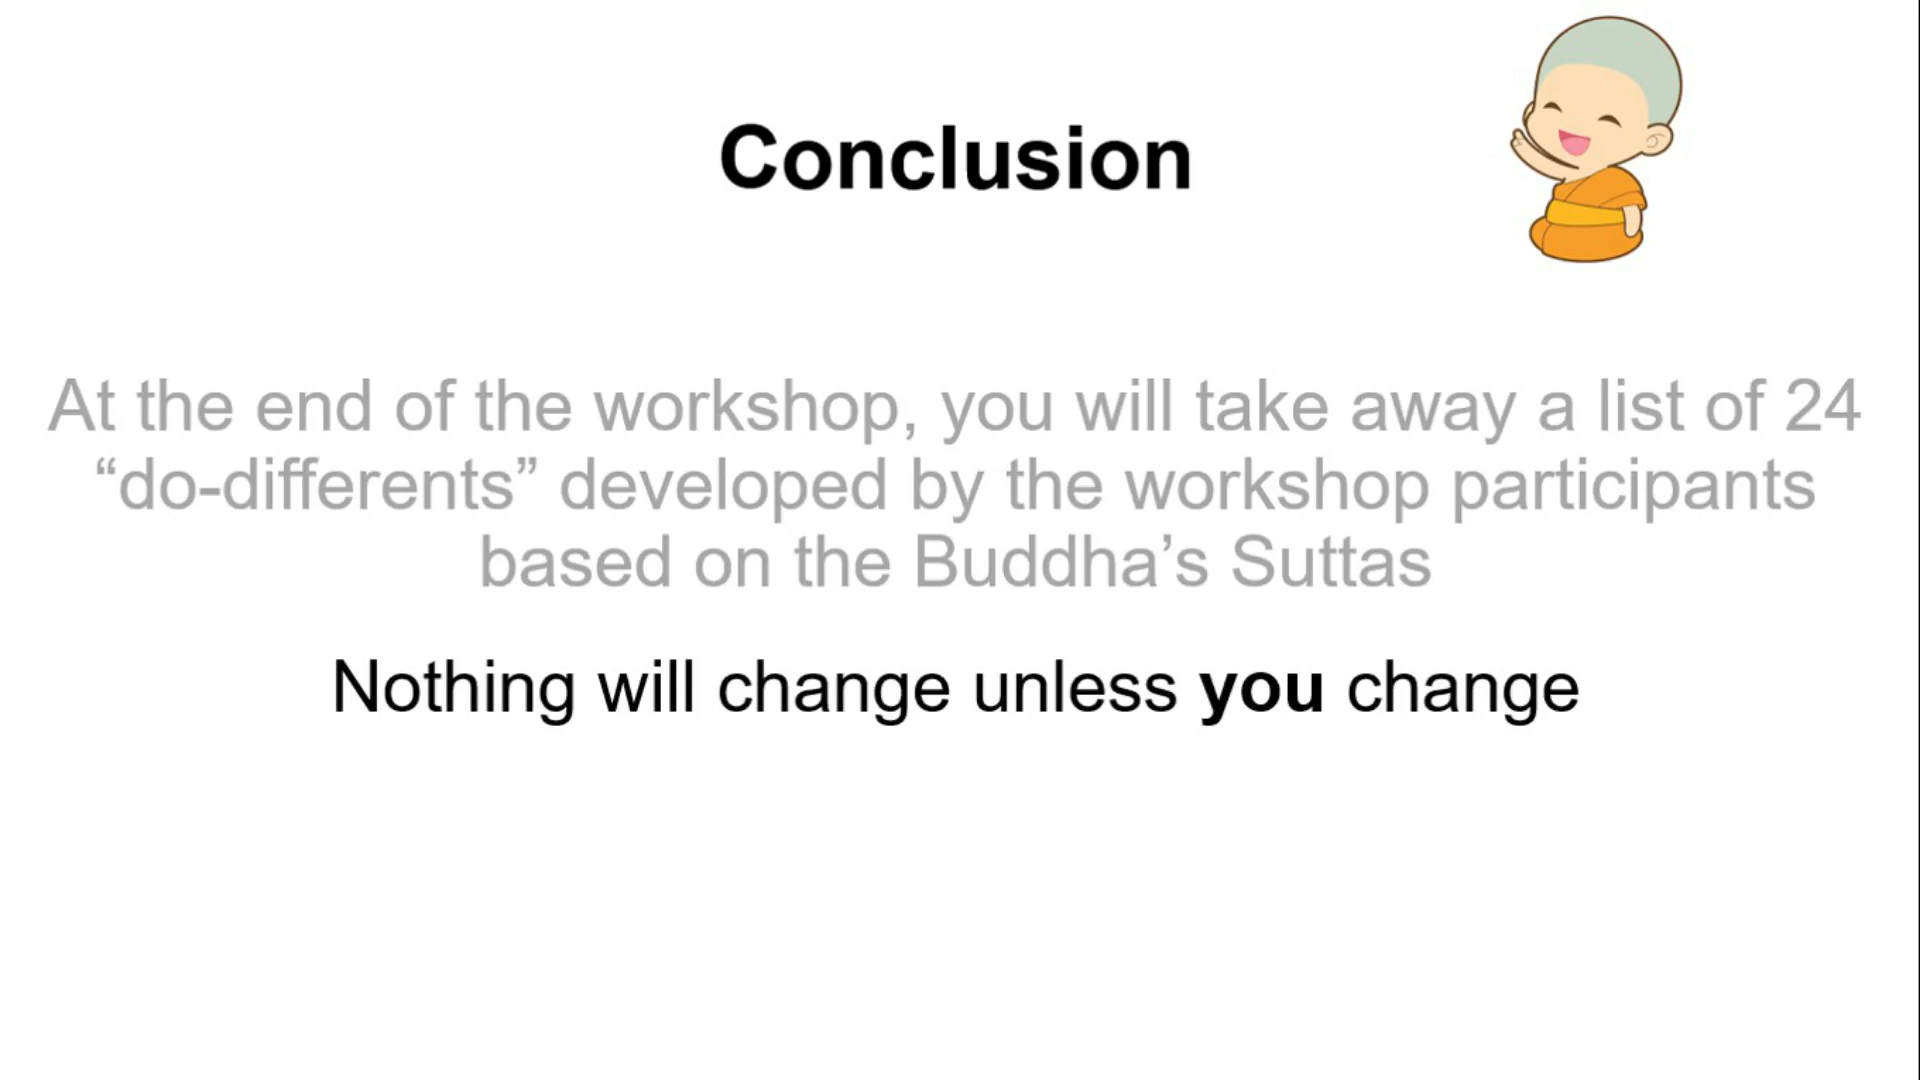 Conclusion
At the end of the workshop, you will take away a list of 24
“do-differents” developed by the workshop participants
based on the Buddha’s Suttas
Nothing will change unless you change